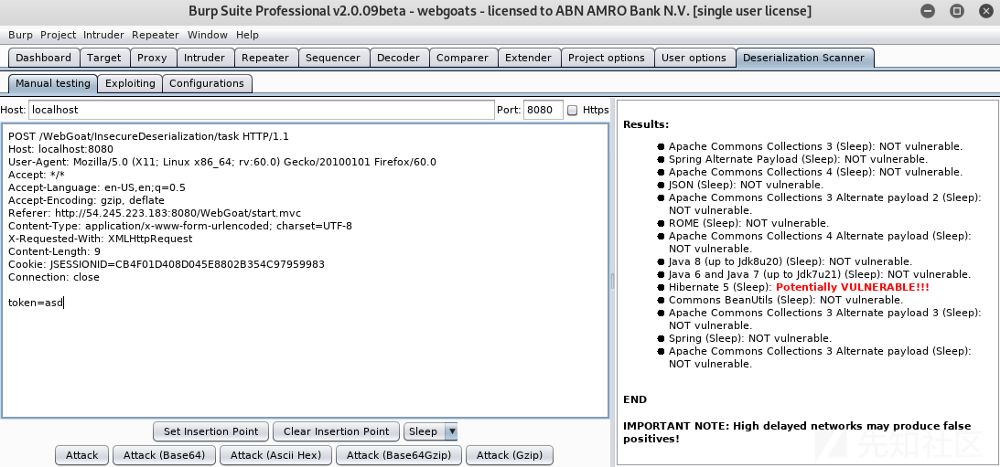 Burp Suite Professional v2.0.09beta - webgoats - licensed to ABN AMRO Bank N.V. [single user license]
Burp Project Intruder Repeater Window Help
Dashboard Target Proxy Intruder Repeater Sequencer Decoder Comparer Extender Project options User options Deserialization Scanner
Manual testing Exploiting Configurations
Host: localhost Port: 8080 Https
POST /WebGoat/InsecureDeserialization/task HTTP/1.1
Host: localhost:8080
User-Agent: Mozilla/5.0 (X11; Linux x86_64; rv:60.0) Gecko/20100101 Firefox/60.0
Accept: */*
Accept-Language: en-US,en;q=0.5
Accept-Encoding: gzip, deflate
Referer: http://54.245.223.183:8080/WebGoat/start.mvc
Content-Type: application/x-www-form-urlencoded; charset=UTF-8
X-Requested-With: XMLHttpRequest
Content-Length: 9
Cookie: JSESSIONID=CB4F01D408D045E8802B354C97959983
Connection: close
token=asd
Set Insertion Point Clear Insertion Point Sleep
Attack Attack (Base64) Attack (Ascii Hex) Attack (Base64Gzip) Attack (Gzip)
Results:
Apache Commons Collections 3 (Sleep): NOT vulnerable.
Spring Alternate Payload (Sleep): NOT vulnerable.
Apache Commons Collections 4 (Sleep): NOT vulnerable.
JSON (Sleep): NOT vulnerable.
Apache Commons Collections 3 Alternate payload 2 (Sleep):
NOT vulnerable.
ROME (Sleep): NOT vulnerable.
Apache Commons Collections 4 Alternate payload (Sleep):
NOT vulnerable.
Java 8 (up to Jdk8u20) (Sleep): NOT vulnerable.
Java 6 and Java 7 (up to Jdk7u21) (Sleep): NOT vulnerable.
Hibernate 5 (Sleep): Potentially VULNERABLE!!!
Commons BeanUtils (Sleep): NOT vulnerable.
Apache Commons Collections 3 Alternate payload 3 (Sleep):
NOT vulnerable.
Spring (Sleep): NOT vulnerable.
Apache Commons Collections 3 Alternate payload (Sleep):
NOT vulnerable.
END
IMPORTANT NOTE: High delayed networks may produce false
positives!
先知社区